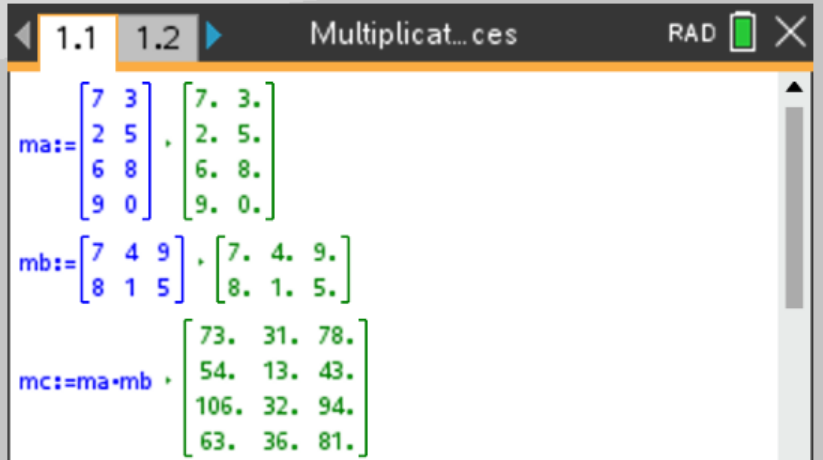 1.1 1.2 Multiplicat...ces RAD
7 3 7. 3.
2 5 2. 5.
ma:=
6 8 6. 8.
9 0 9. 0.
7 4 9 7. 4. 9.
mb:=
8 1 5 8. 1. 5.
73. 31. 78.
54. 13. 43.
mc:=ma·mb
106. 32. 94.
63. 36. 81.